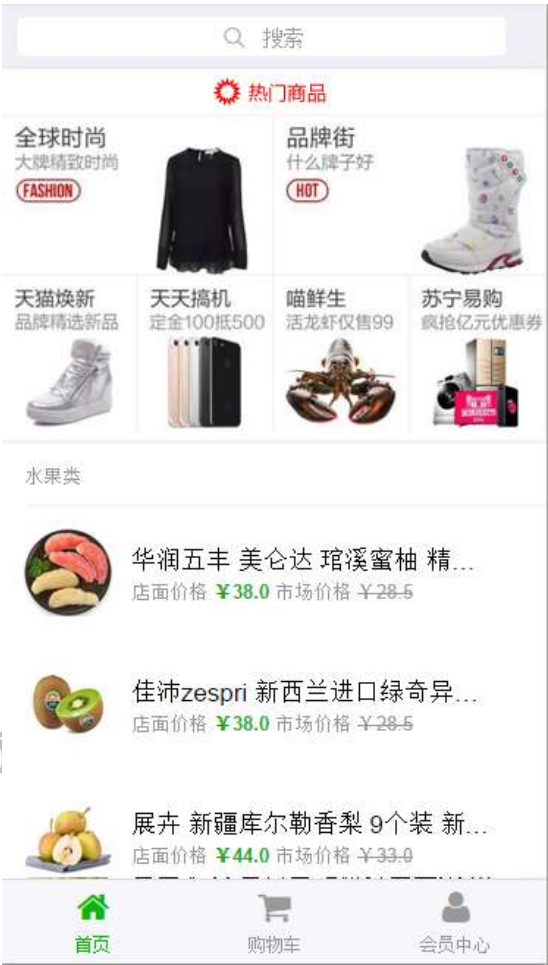 搜索
热门商品
全球时尚
大牌精致时尚
FASHION
品牌街
什么牌子好
HOT
天猫焕新
品牌精选新品
天天搞机
定金100抵500
喵鲜生
活龙虾仅售99
苏宁易购
疯抢亿元优惠券
水果类
华润五丰 美仑达 琯溪蜜柚 精...
店面价格 ￥38.0 市场价格 ￥28.5
佳沛zespri 新西兰进口绿奇异...
店面价格 ￥38.0 市场价格 ￥28.5
展卉 新疆库尔勒香梨 9个装 新...
店面价格 ￥44.0 市场价格 ￥33.0
首页
购物车
会员中心